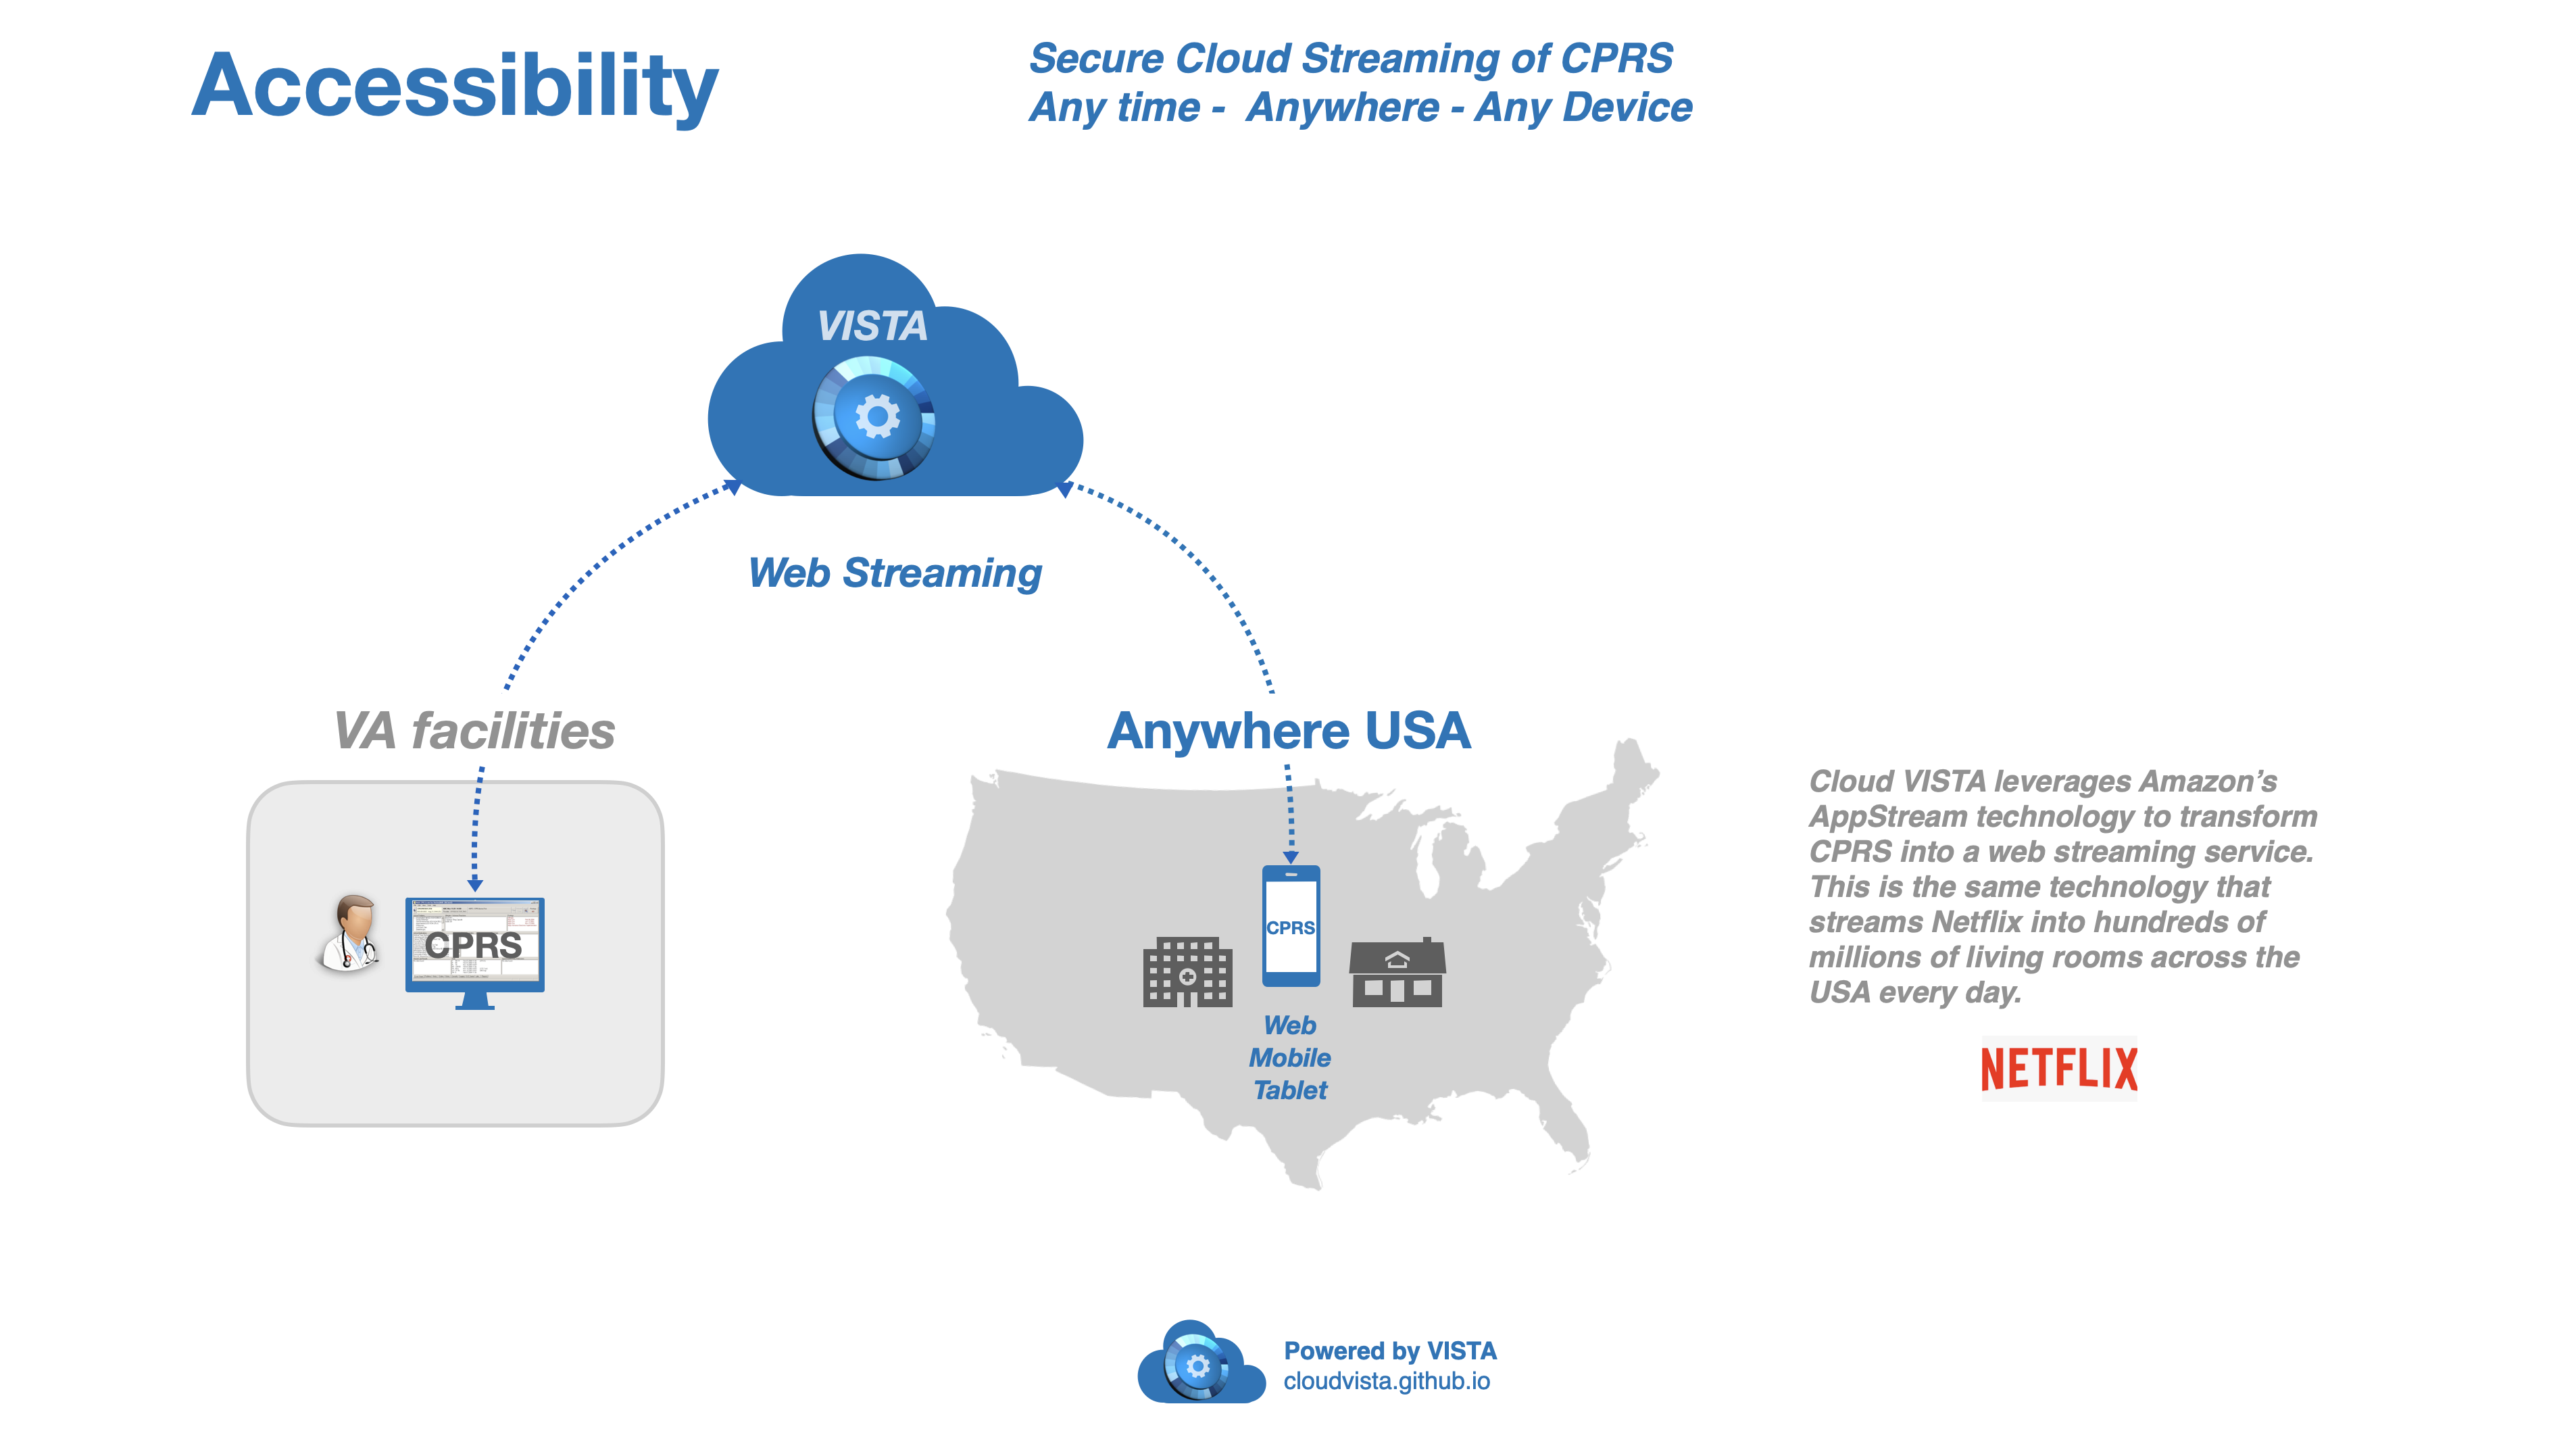 Accessibility
Secure Cloud Streaming of CPRS
Any time -  Anywhere - Any Device
VISTA
Web Streaming
VA facilities
Anywhere USA
CPRS
CPRS
Web
Mobile
Tablet
Cloud VISTA leverages Amazon’s
AppStream technology to transform
CPRS into a web streaming service.
This is the same technology that
streams Netflix into hundreds of
millions of living rooms across the
USA every day.
NETFLIX
Powered by VISTA
cloudvista.github.io